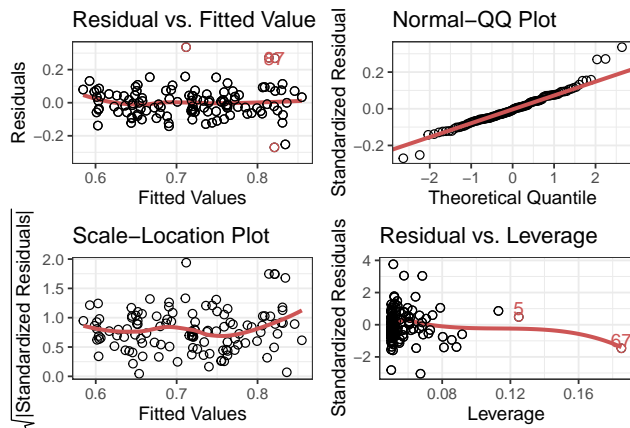 Residual vs. Fitted Value
Residuals
0.2
0.0
−0.2
0.6
0.7
0.8
Fitted Values
67
Normal−QQ Plot
Standardized Residual
0.2
0.0
−0.2
−2
−1
0
1
2
Theoretical Quantile
Scale−Location Plot
√|Standardized Residuals|
2.0
1.5
1.0
0.5
0.0
0.6
0.7
0.8
Fitted Values
Residual vs. Leverage
Standardized Residuals
4
2
0
−2
5
67
0.08
0.12
0.16
Leverage